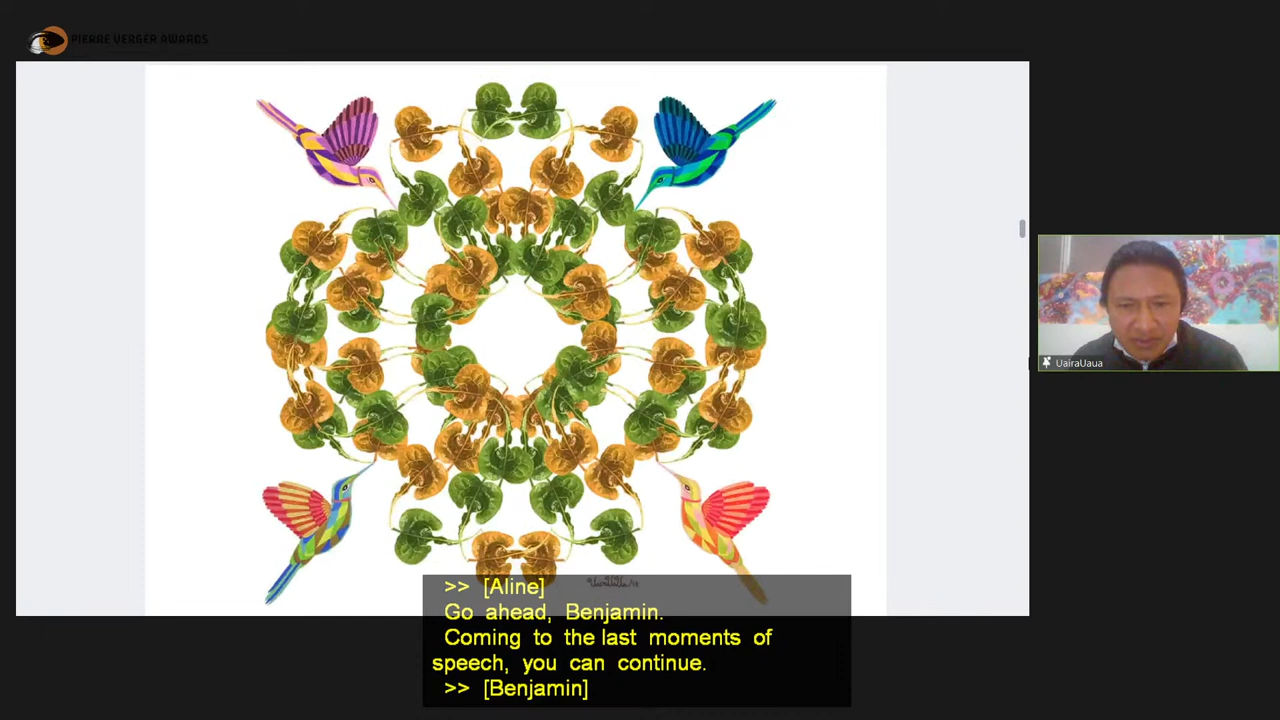 PIERRE VERGER AWARDS
UairaUaua
>> [Aline]
Go ahead, Benjamin.
Coming to the last moments of
speech, you can continue.
>> [Benjamin]